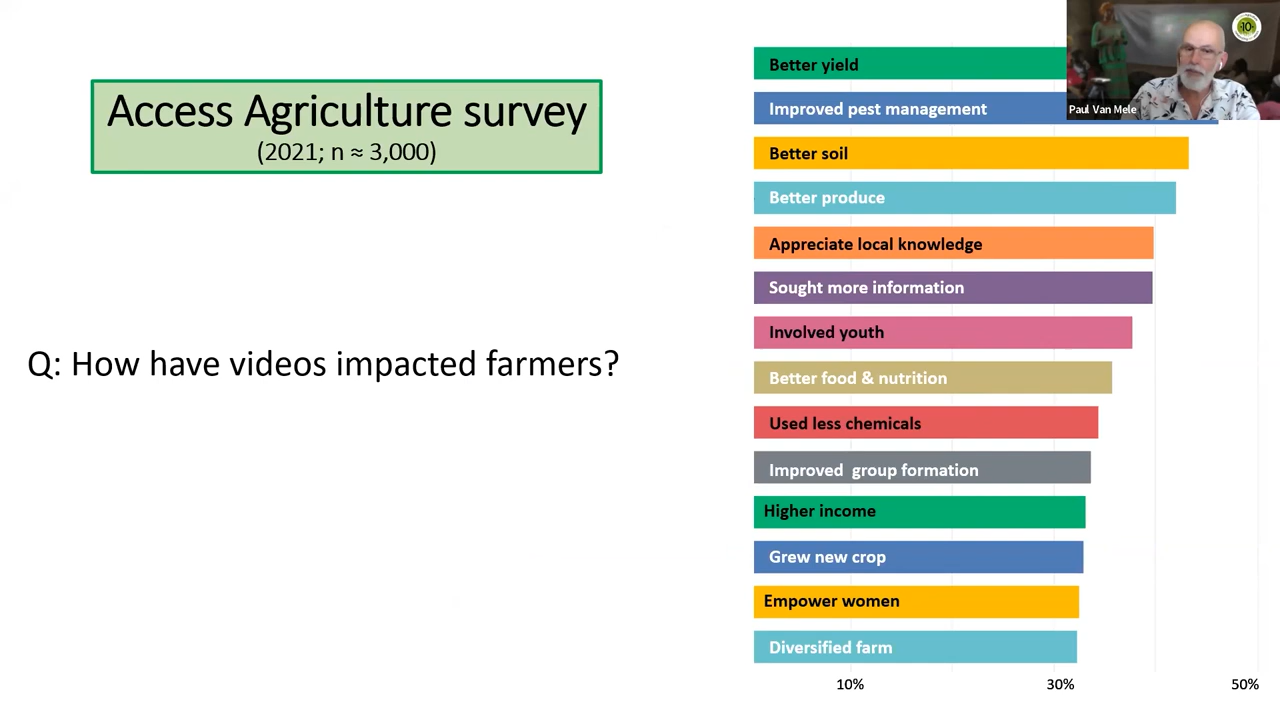 Access Agriculture survey
(2021; n ≈ 3,000)
Q: How have videos impacted farmers?
Better yield
Improved pest management
Better soil
Better produce
Appreciate local knowledge
Sought more information
Involved youth
Better food & nutrition
Used less chemicals
Improved  group formation
Higher income
Grew new crop
Empower women
Diversified farm
10%
30%
50%
Paul Van Mele
10